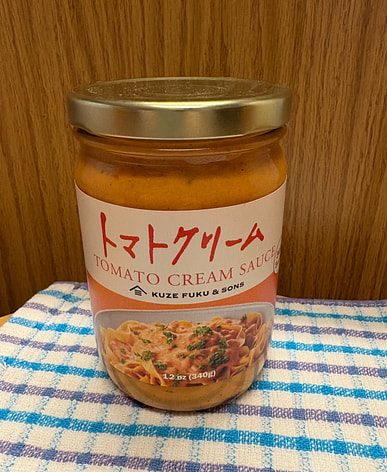 トマトクリーム
TOMATO CREAM SAUCE
KUZE FUKU & SONS
12 oz (340g)